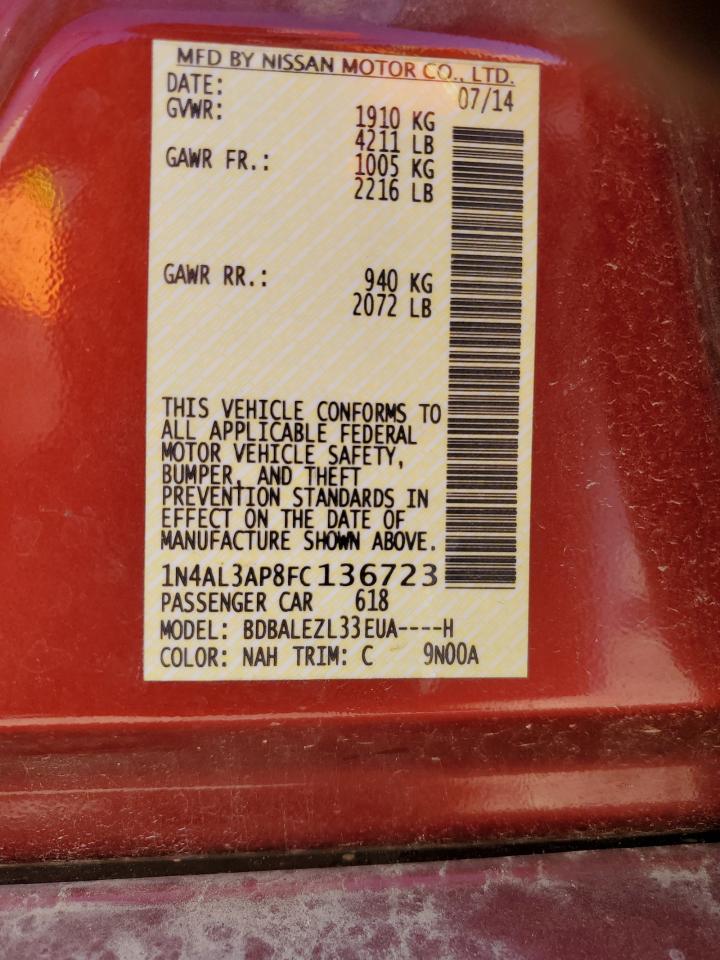 MFD BY NISSAN MOTOR CO., LTD.
DATE: 07/14
GVWR: 1910 KG
4211 LB
GAWR FR.: 1005 KG
2216 LB
GAWR RR.: 940 KG
2072 LB
THIS VEHICLE CONFORMS TO
ALL APPLICABLE FEDERAL
MOTOR VEHICLE SAFETY,
BUMPER, AND THEFT
PREVENTION STANDARDS IN
EFFECT ON THE DATE OF
MANUFACTURE SHOWN ABOVE.
1N4AL3AP8FC136723
PASSENGER CAR 618
MODEL: BDBALEZL33EUA----H
COLOR: NAH TRIM: C 9N00A